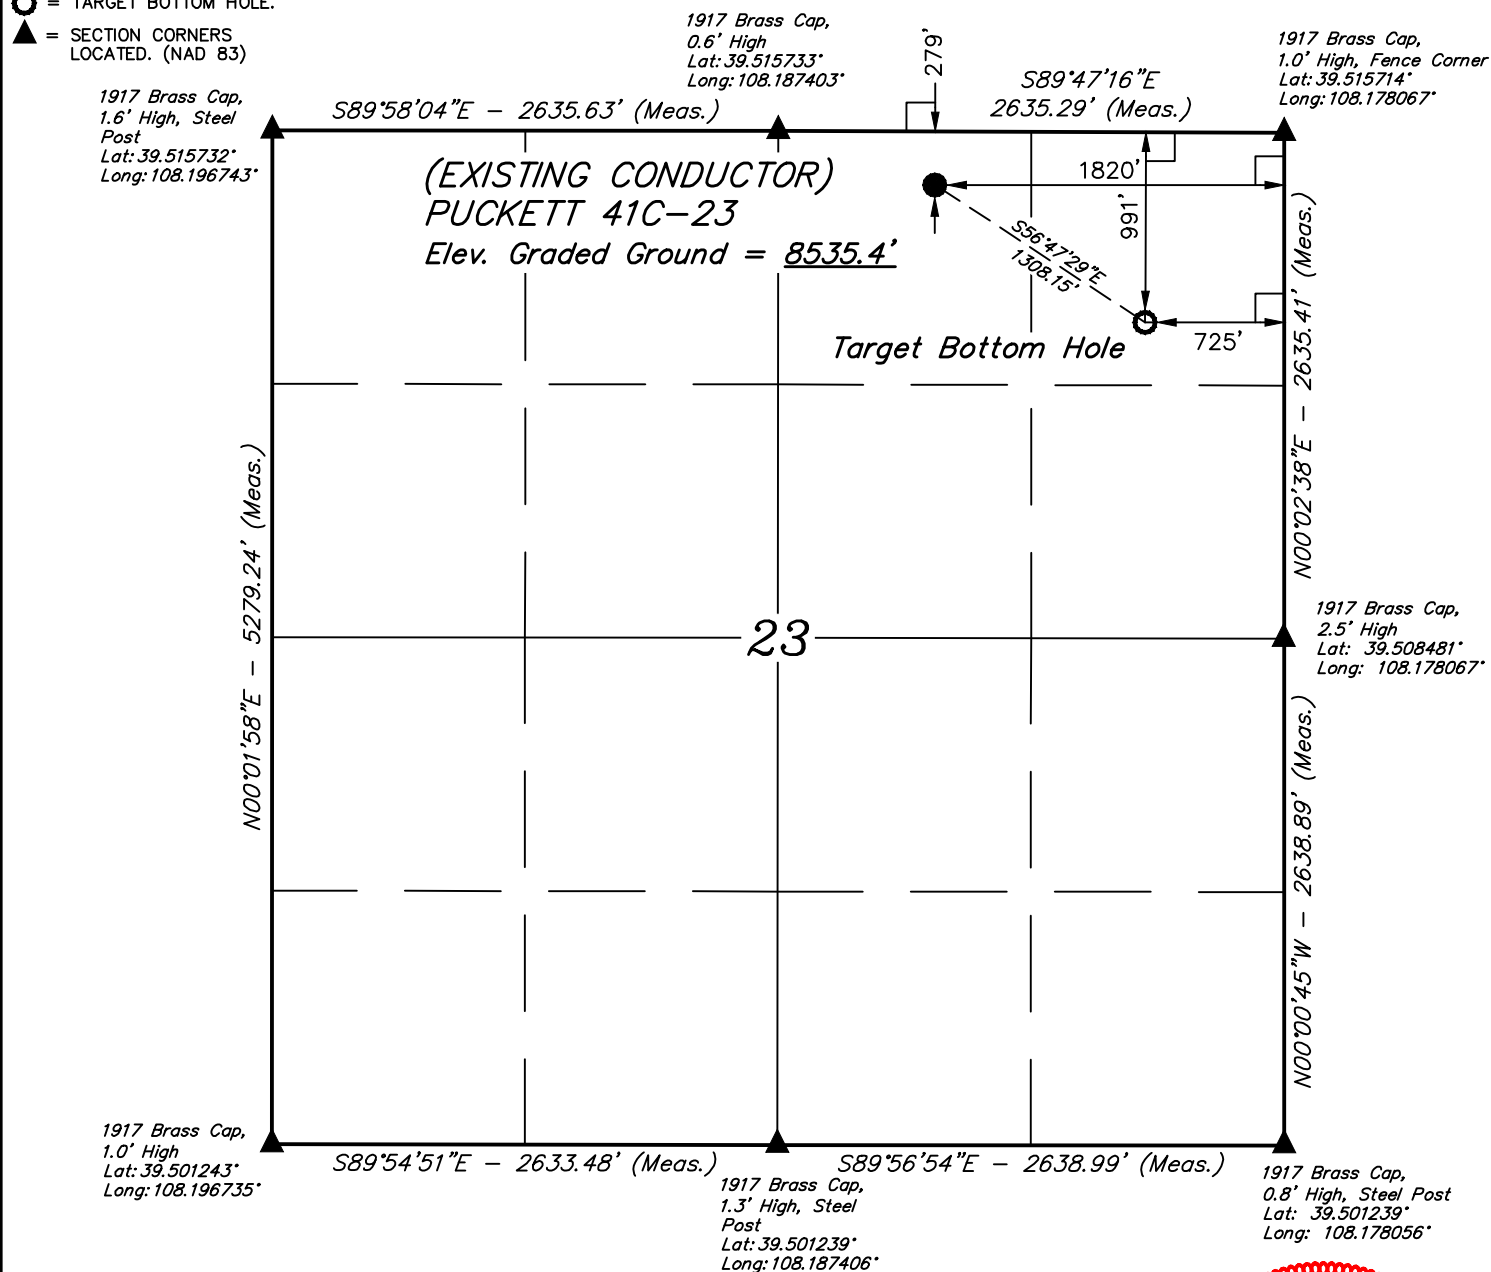 = TARGET BOTTOM HOLE.
= SECTION CORNERS
LOCATED. (NAD 83)
1917 Brass Cap,
1.6' High, Steel
Post
Lat: 39.515732°
Long: 108.196743°
S89°58'04"E - 2635.63' (Meas.)
1917 Brass Cap,
0.6' High
Lat: 39.515733°
Long: 108.187403°
279'
S89°47'16"E
2635.29' (Meas.)
1917 Brass Cap,
1.0' High, Fence Corner
Lat: 39.515714°
Long: 108.178067°
(EXISTING CONDUCTOR)
PUCKETT 41C-23
Elev. Graded Ground = 8535.4'
1820'
991'
S56°47'29"E
1308.15'
Target Bottom Hole
725'
N00°02'38"E - 2635.41' (Meas.)
N00°01'58"E - 5279.24' (Meas.)
23
1917 Brass Cap,
2.5' High
Lat: 39.508481°
Long: 108.178067°
N00°00'45"W - 2638.89' (Meas.)
1917 Brass Cap,
1.0' High
Lat: 39.501243°
Long: 108.196735°
S89°54'51"E - 2633.48' (Meas.)
1917 Brass Cap,
1.3' High, Steel
Post
Lat: 39.501239°
Long: 108.187406°
S89°56'54"E - 2638.99' (Meas.)
1917 Brass Cap,
0.8' High, Steel Post
Lat: 39.501239°
Long: 108.178056°